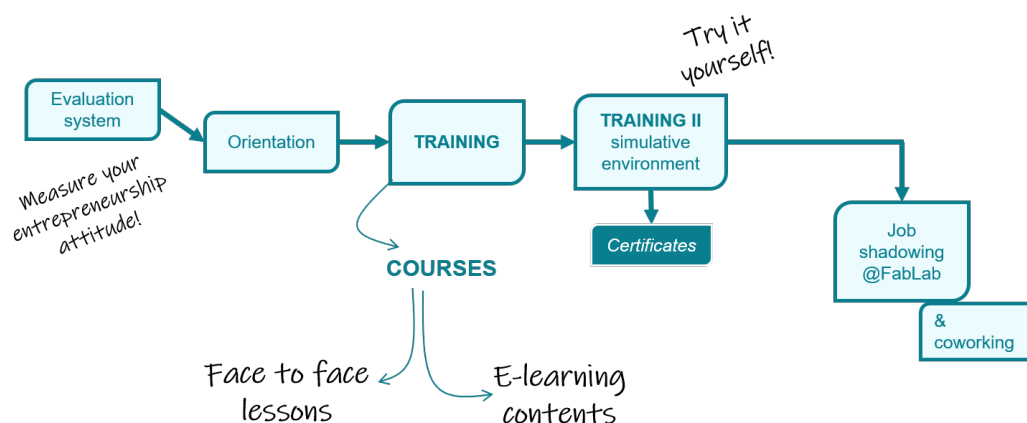 Evaluation
system
Measure your
entrepreneurship
attitude!
Orientation
TRAINING
COURSES
Face to face
lessons
E-learning
contents
Try it
yourself!
TRAINING II
simulative
environment
Certificates
Job
shadowing
@FabLab
&
coworking